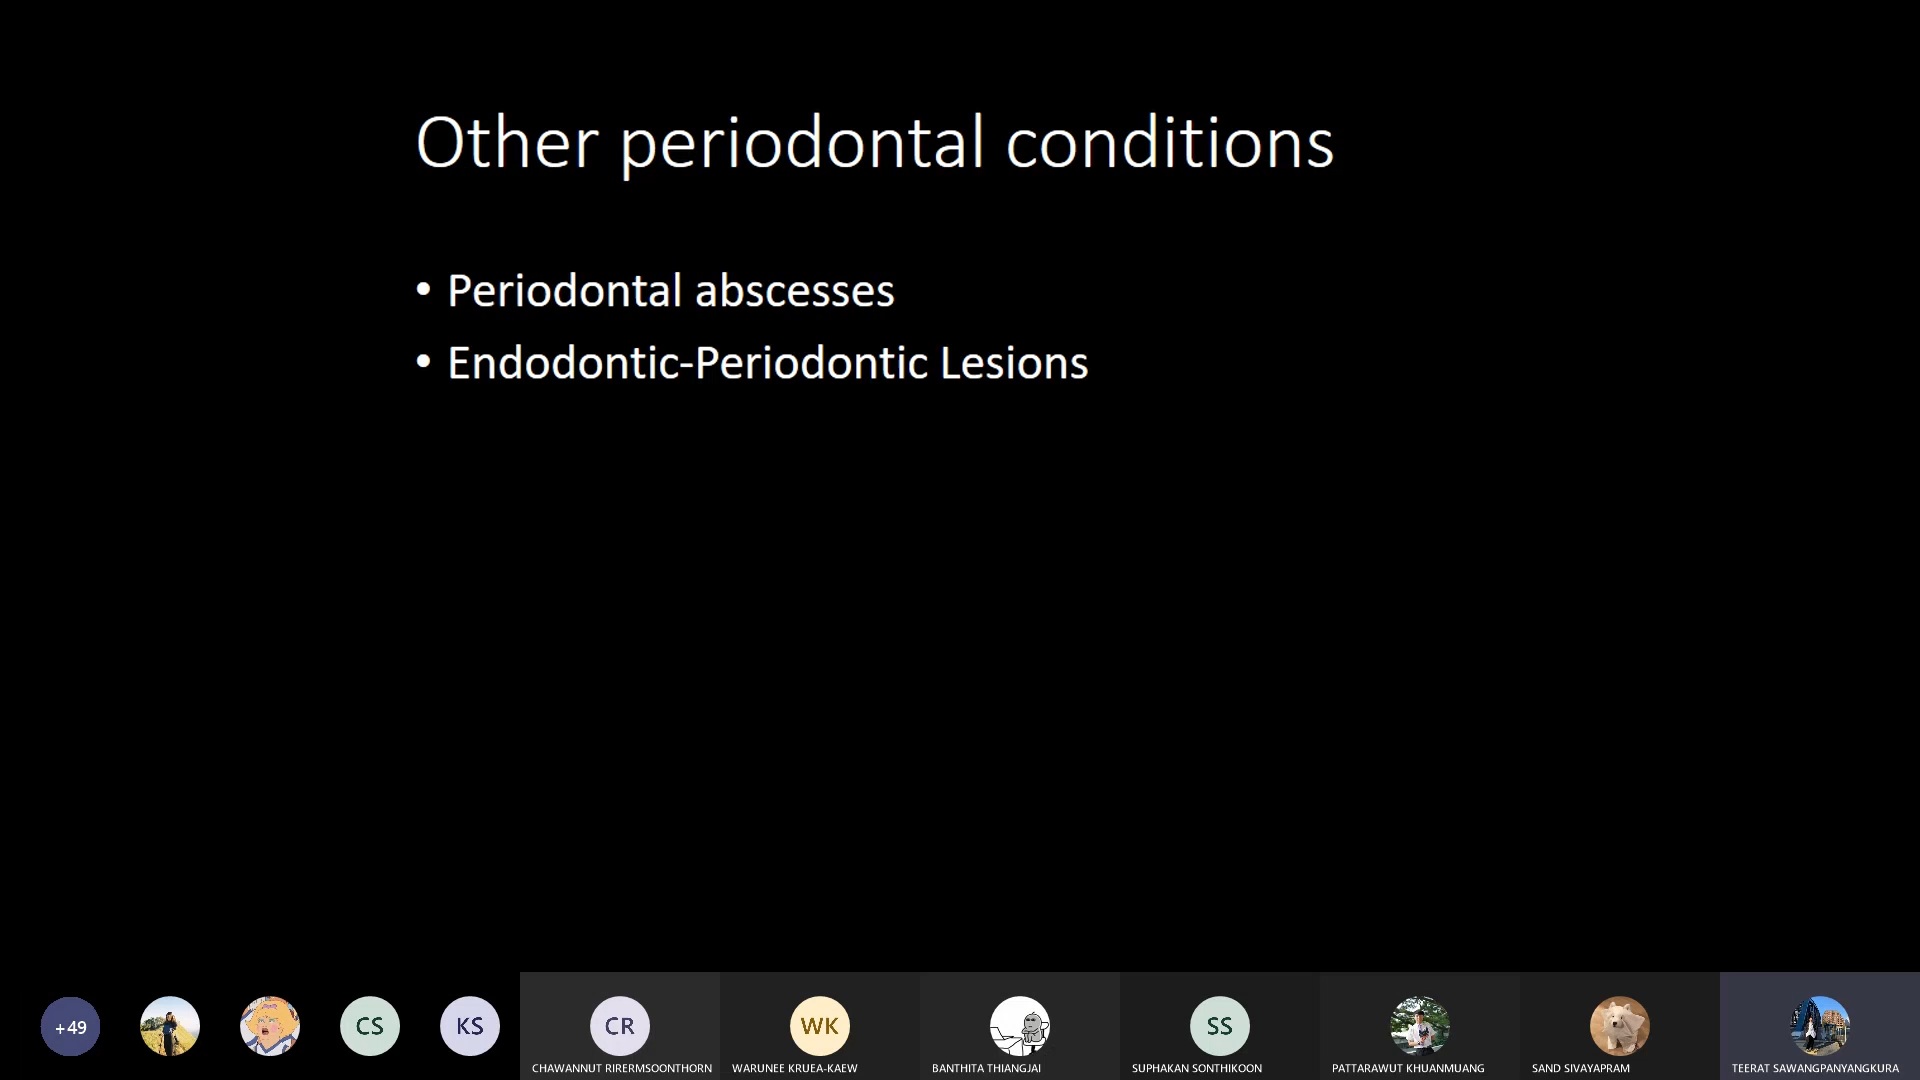 Other periodontal conditions
• Periodontal abscesses
• Endodontic-Periodontic Lesions
+49
CS
KS
CR
WK
SS
CHAWANNUT RIRERMSOONTHORN
WARUNEE KRUEA-KAEW
BANTHITA THIANGJAI
SUPHAKAN SONTHIKOON
PATTARAWUT KHUANMUANG
SAND SIVAYAPRAM
TEERAT SAWANGPANYANGKURA